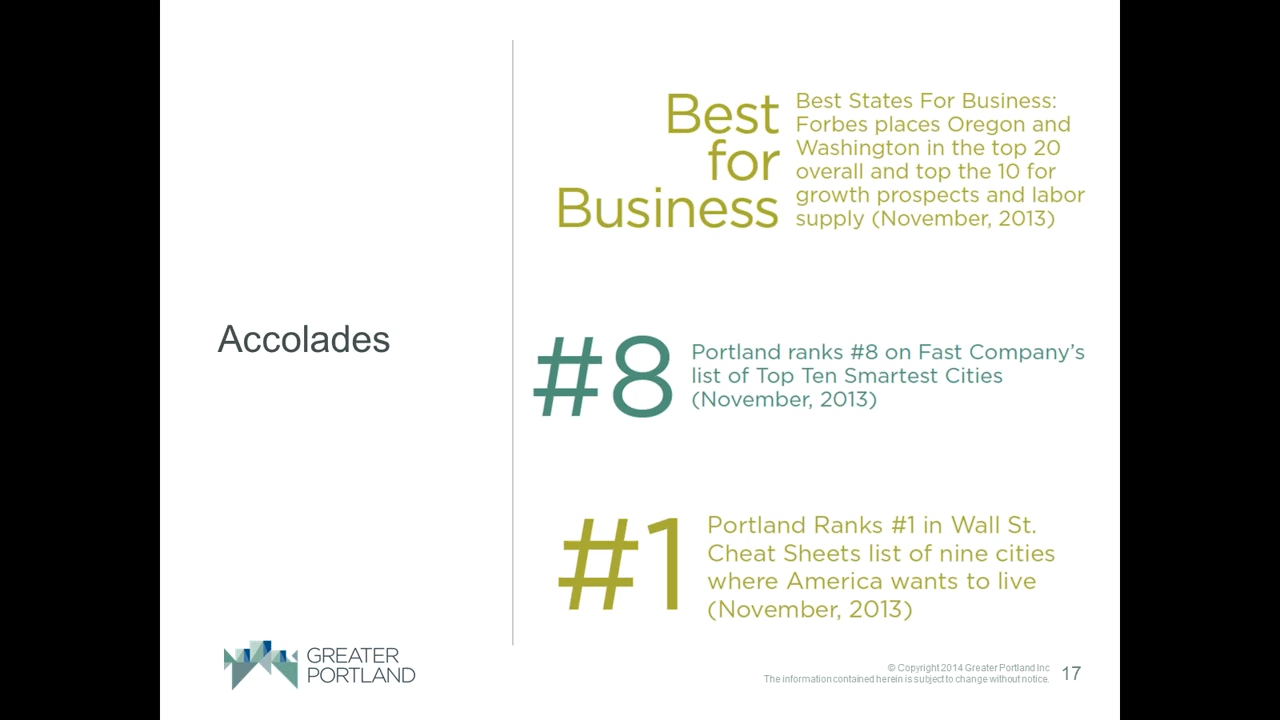 Accolades
Best
for
Business
Best States For Business:
Forbes places Oregon and
Washington in the top 20
overall and top the 10 for
growth prospects and labor
supply (November, 2013)
#8
Portland ranks #8 on Fast Company’s
list of Top Ten Smartest Cities
(November, 2013)
#1
Portland Ranks #1 in Wall St.
Cheat Sheets list of nine cities
where America wants to live
(November, 2013)
GREATER
PORTLAND
© Copyright 2014 Greater Portland Inc
The information contained herein is subject to change without notice.
17